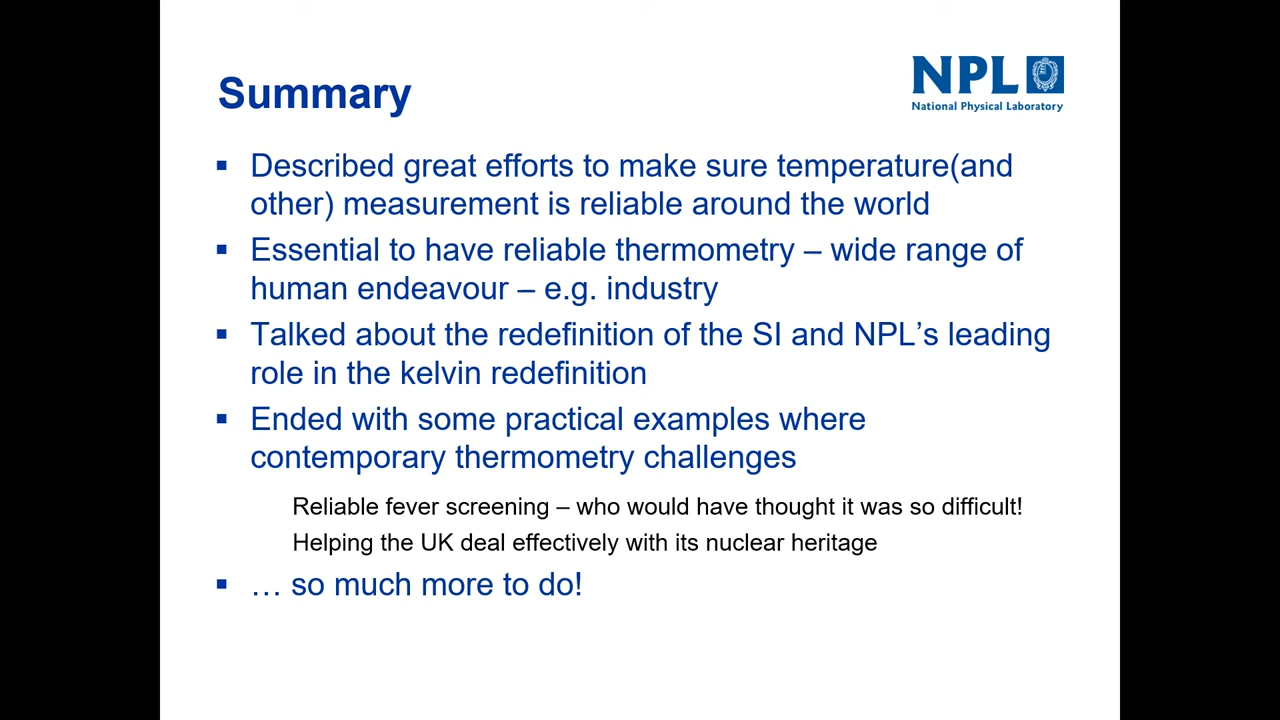 Summary
NPL
National Physical Laboratory
▪ Described great efforts to make sure temperature(and
other) measurement is reliable around the world
▪ Essential to have reliable thermometry – wide range of
human endeavour – e.g. industry
▪ Talked about the redefinition of the SI and NPL’s leading
role in the kelvin redefinition
▪ Ended with some practical examples where
contemporary thermometry challenges
Reliable fever screening – who would have thought it was so difficult!
Helping the UK deal effectively with its nuclear heritage
▪ … so much more to do!